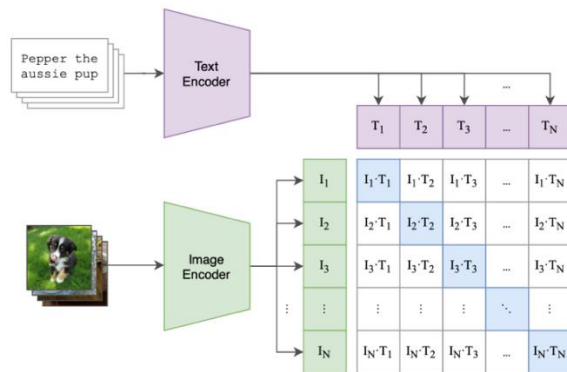 Pepper the
aussie pup
Text
Encoder
...
T1 T2 T3 ... TN
I1 I1·T1 I1·T2 I1·T3 ... I1·TN
I2 I2·T1 I2·T2 I2·T3 ... I2·TN
Image
Encoder
I3 I3·T1 I3·T2 I3·T3 ... I3·TN
⋮ ⋮ ⋮ ⋮ ⋮ ⋱ ⋮
IN IN·T1 IN·T2 IN·T3 ... IN·TN